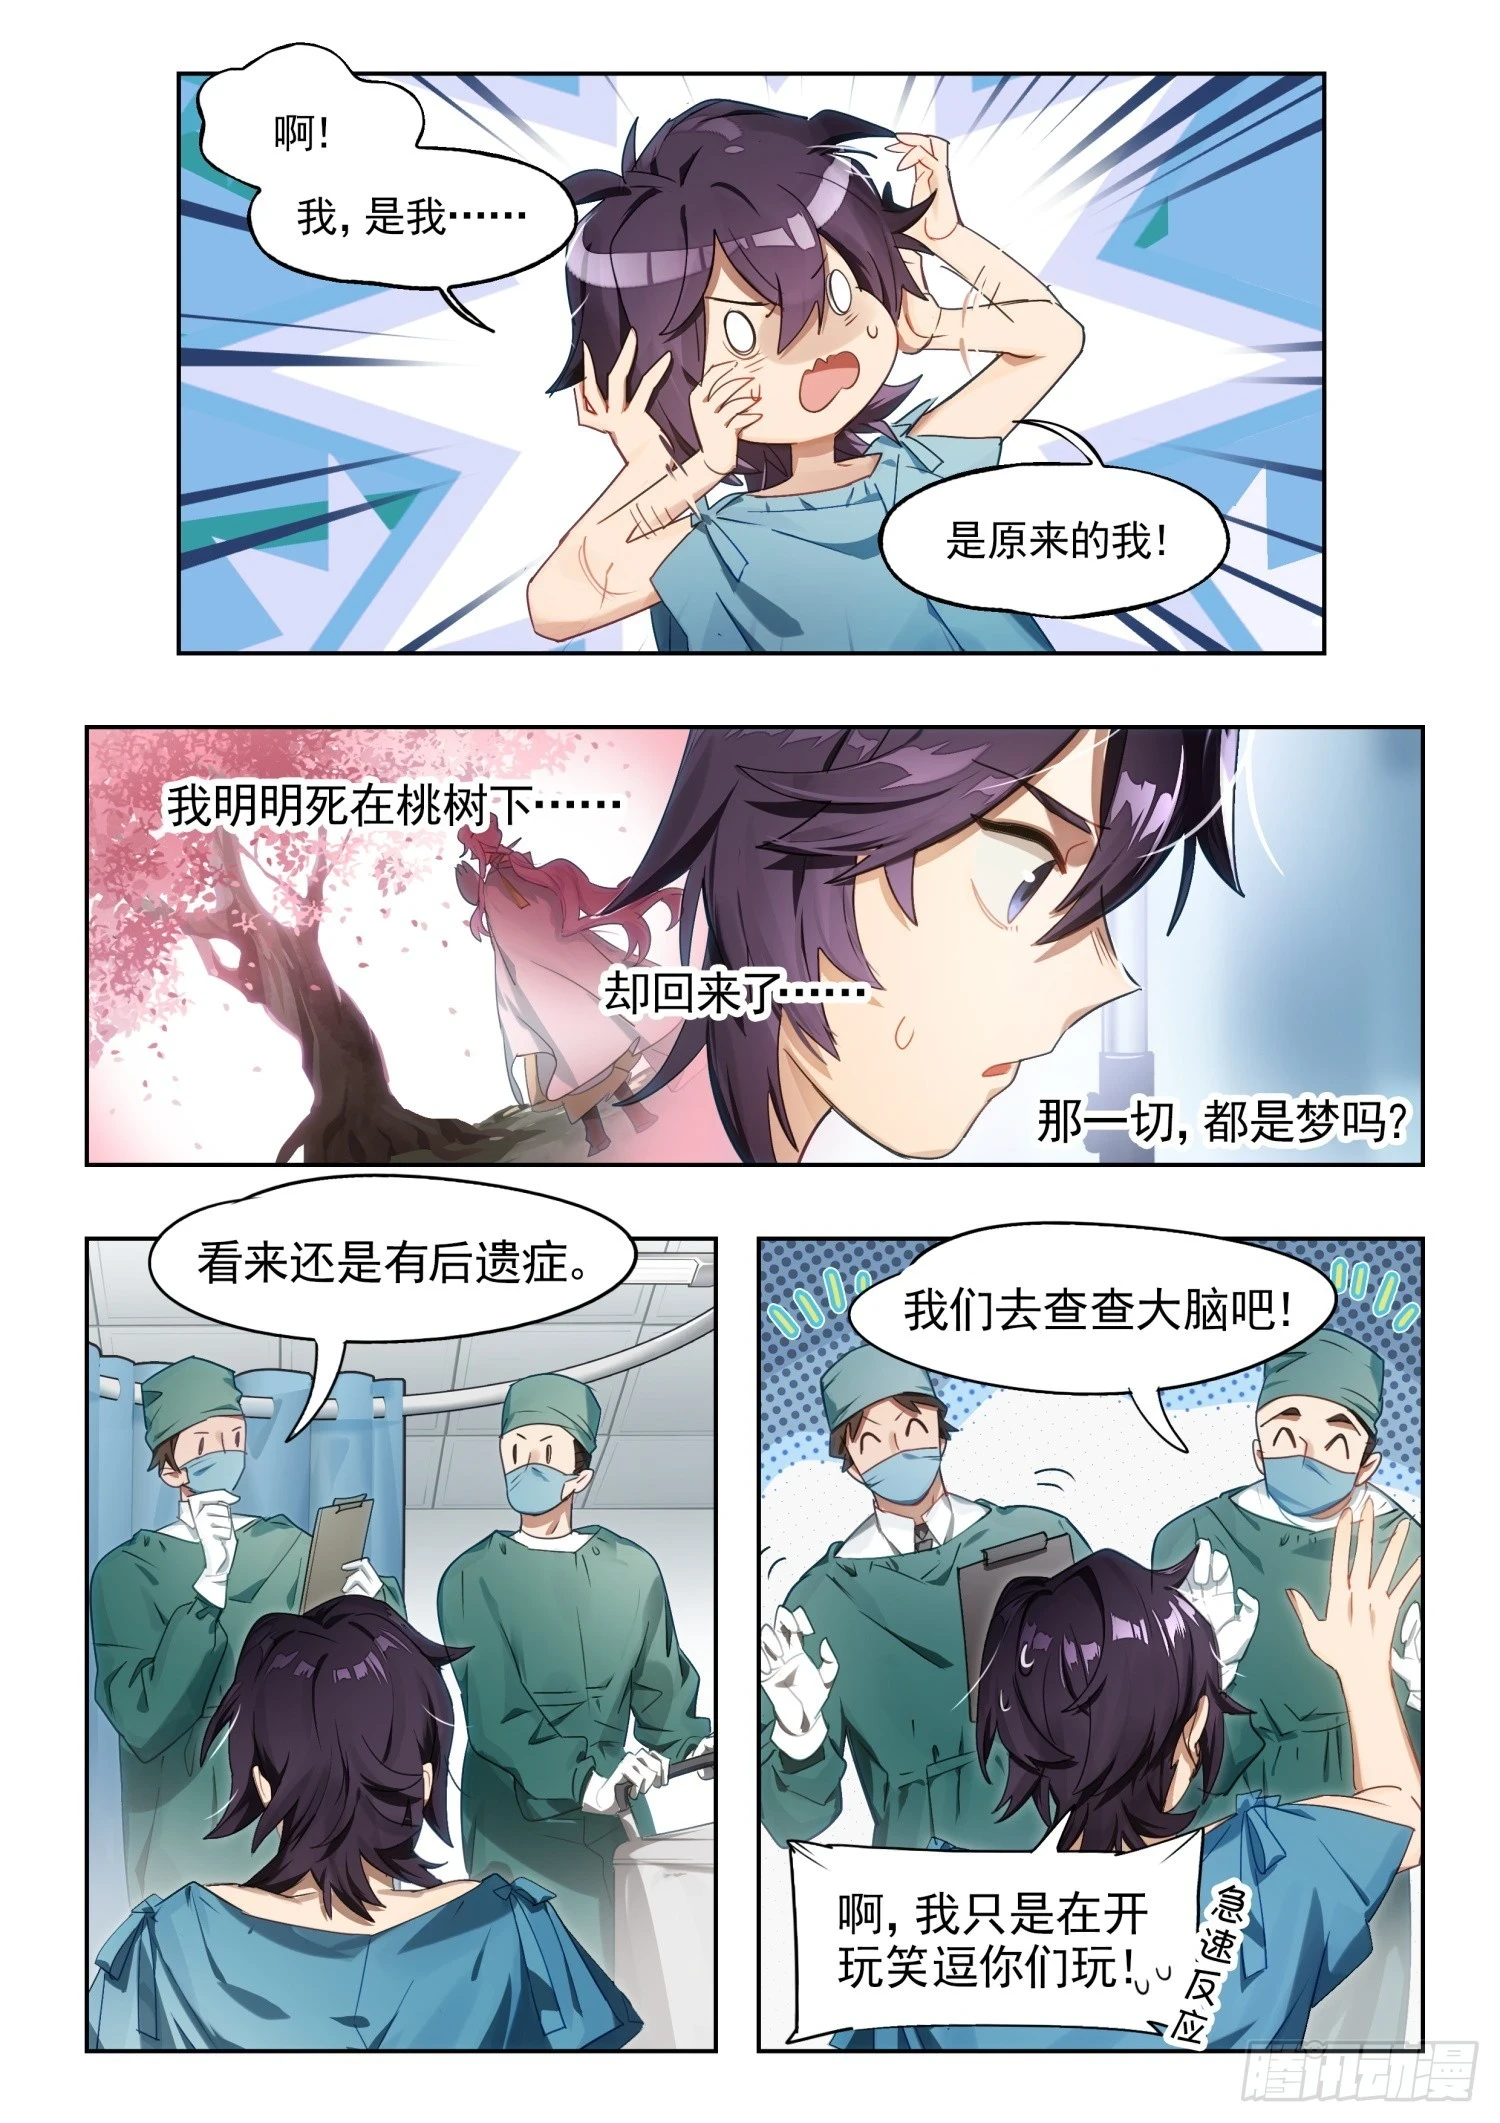 啊!
我,是我……
是原来的我!
我明明死在桃树下……
却回来了……
那一切,都是梦吗?
看来还是有后遗症。
我们去查查大脑吧!
啊,我只是在开
玩笑逗你们玩!
急速反应
腾讯动漫